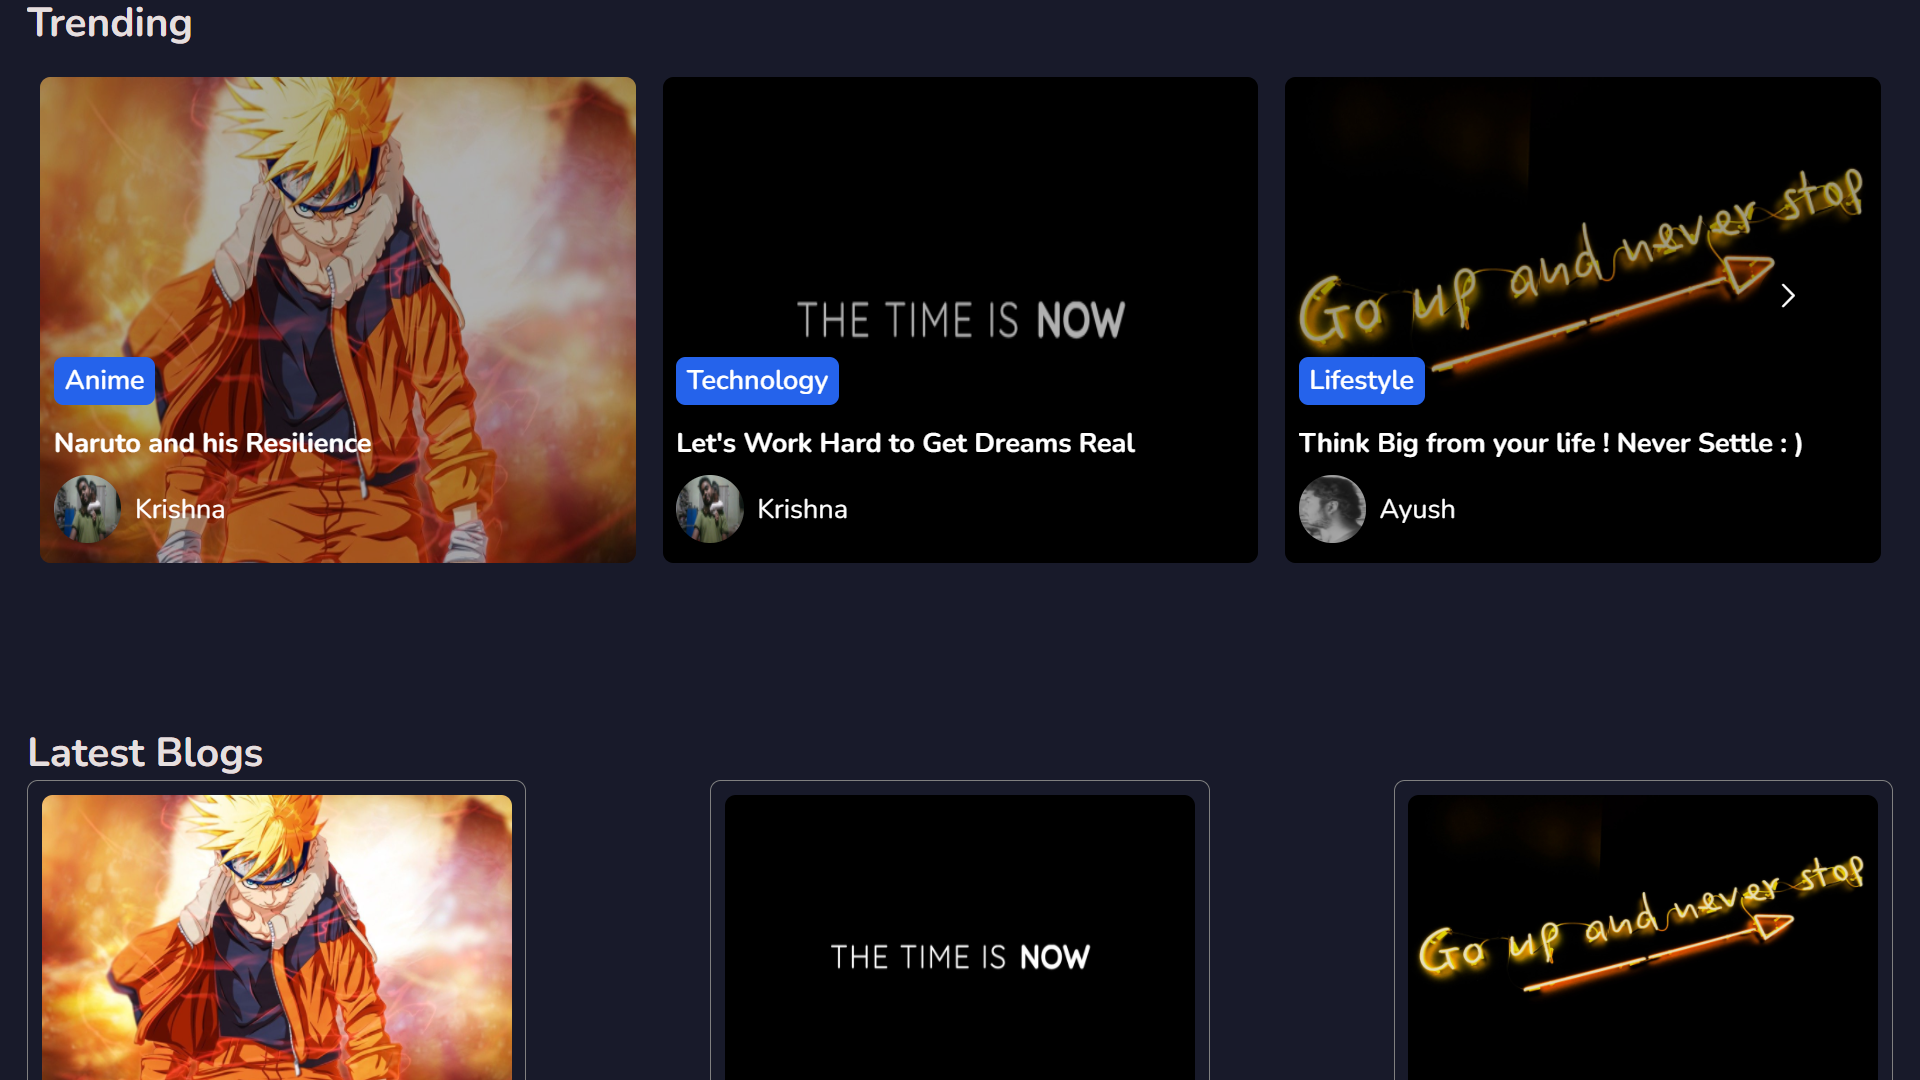 Trending
THE TIME IS NOW
Go up and never stop
Anime
Technology
Lifestyle
Naruto and his Resilience
Let's Work Hard to Get Dreams Real
Think Big from your life ! Never Settle : )
Krishna
Krishna
Ayush
Latest Blogs
THE TIME IS NOW
Go up and never stop